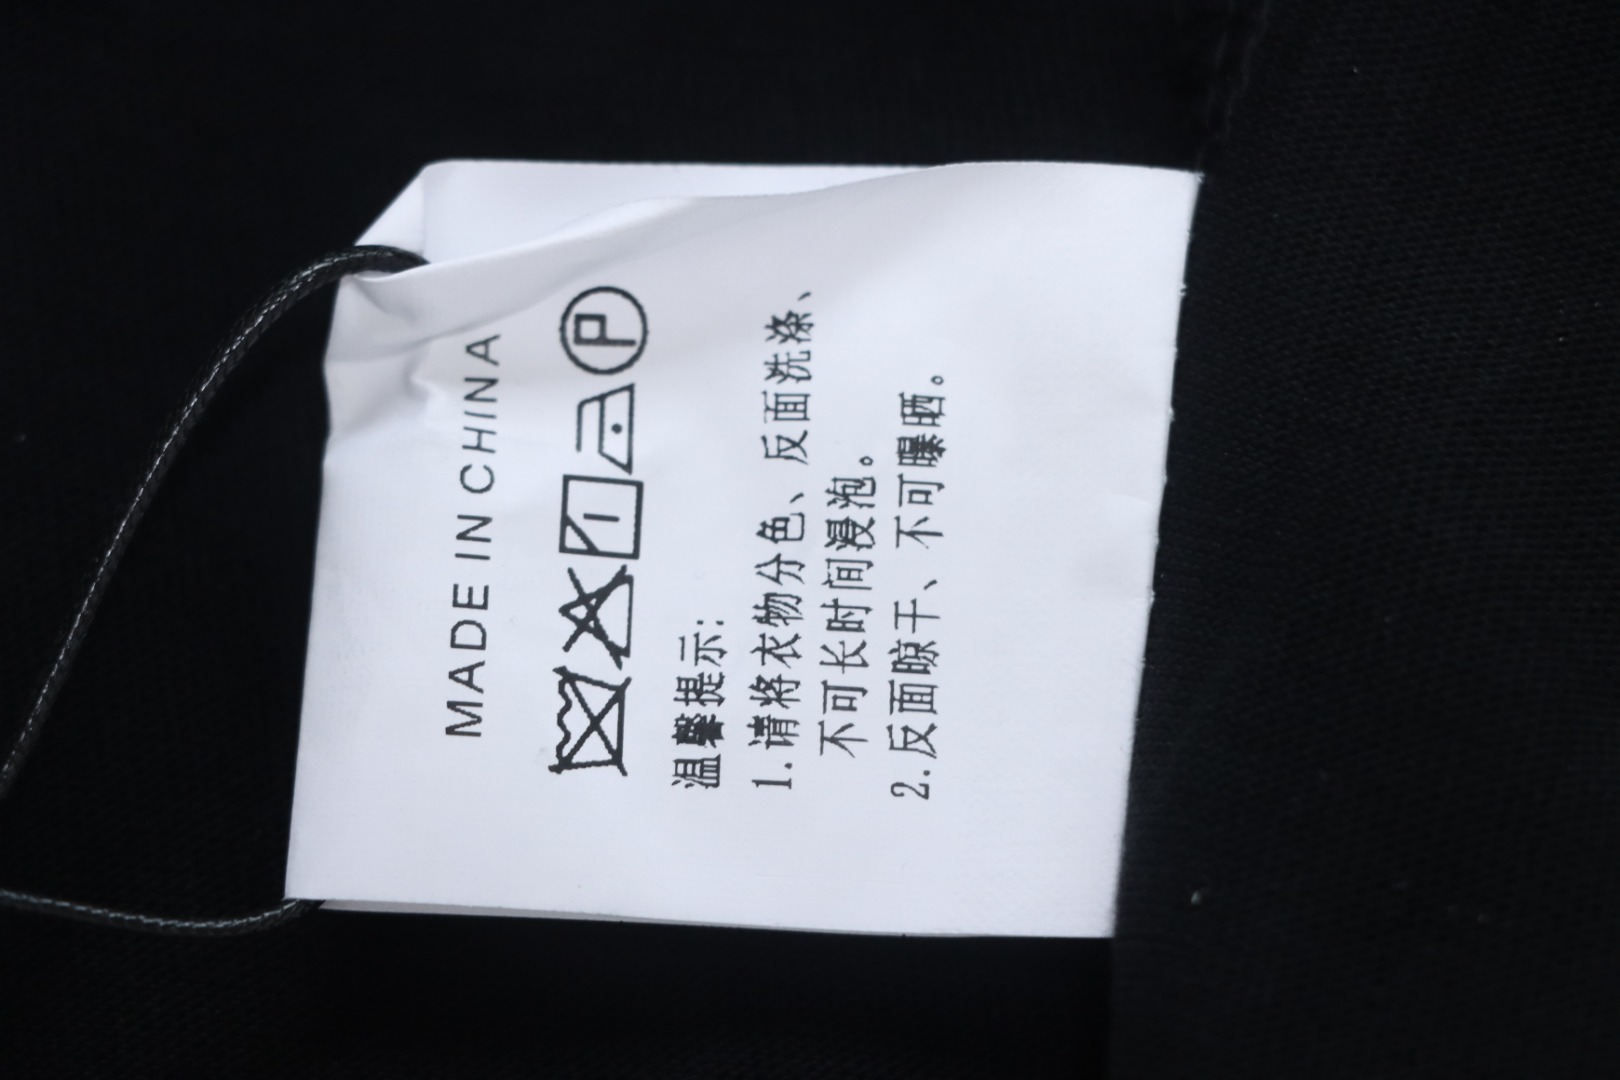 MADE IN CHINA
P
温馨提示:
1.请将衣物分色、反面洗涤、
不可长时间浸泡。
2.反面晾干、不可曝晒。